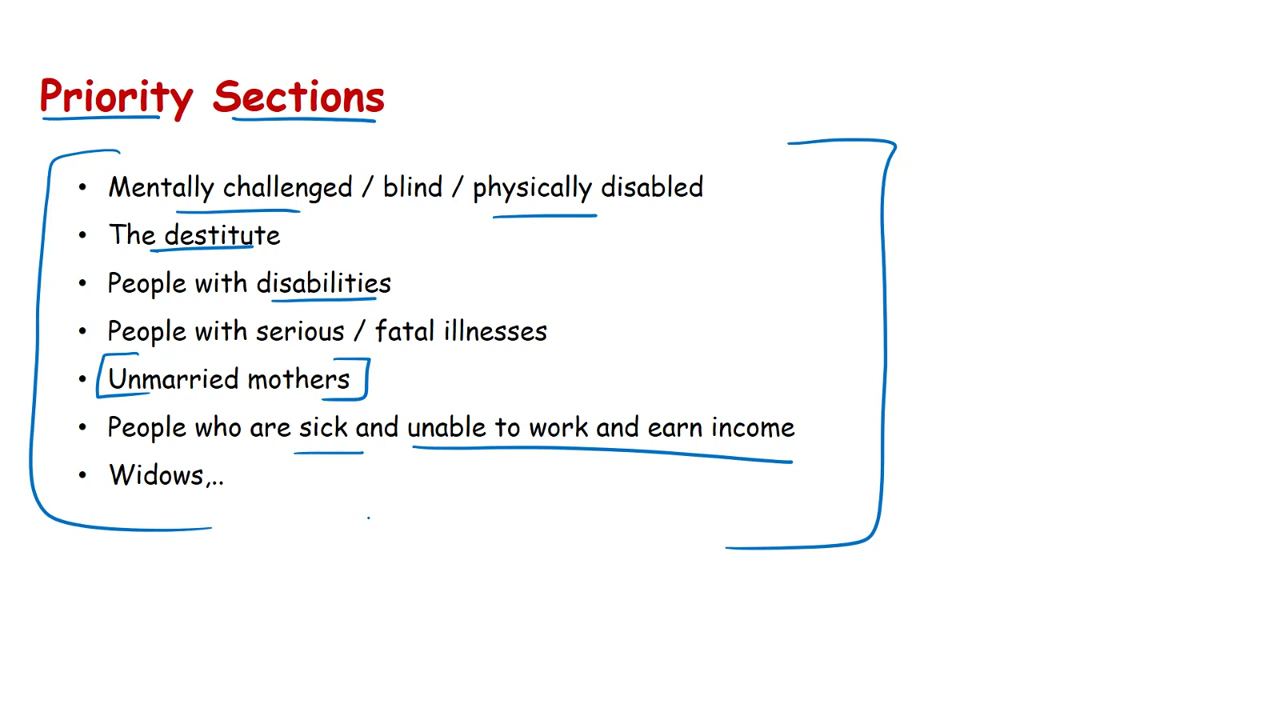 Priority Sections
• Mentally challenged / blind / physically disabled
• The destitute
• People with disabilities
• People with serious / fatal illnesses
• Unmarried mothers
• People who are sick and unable to work and earn income
• Widows,..